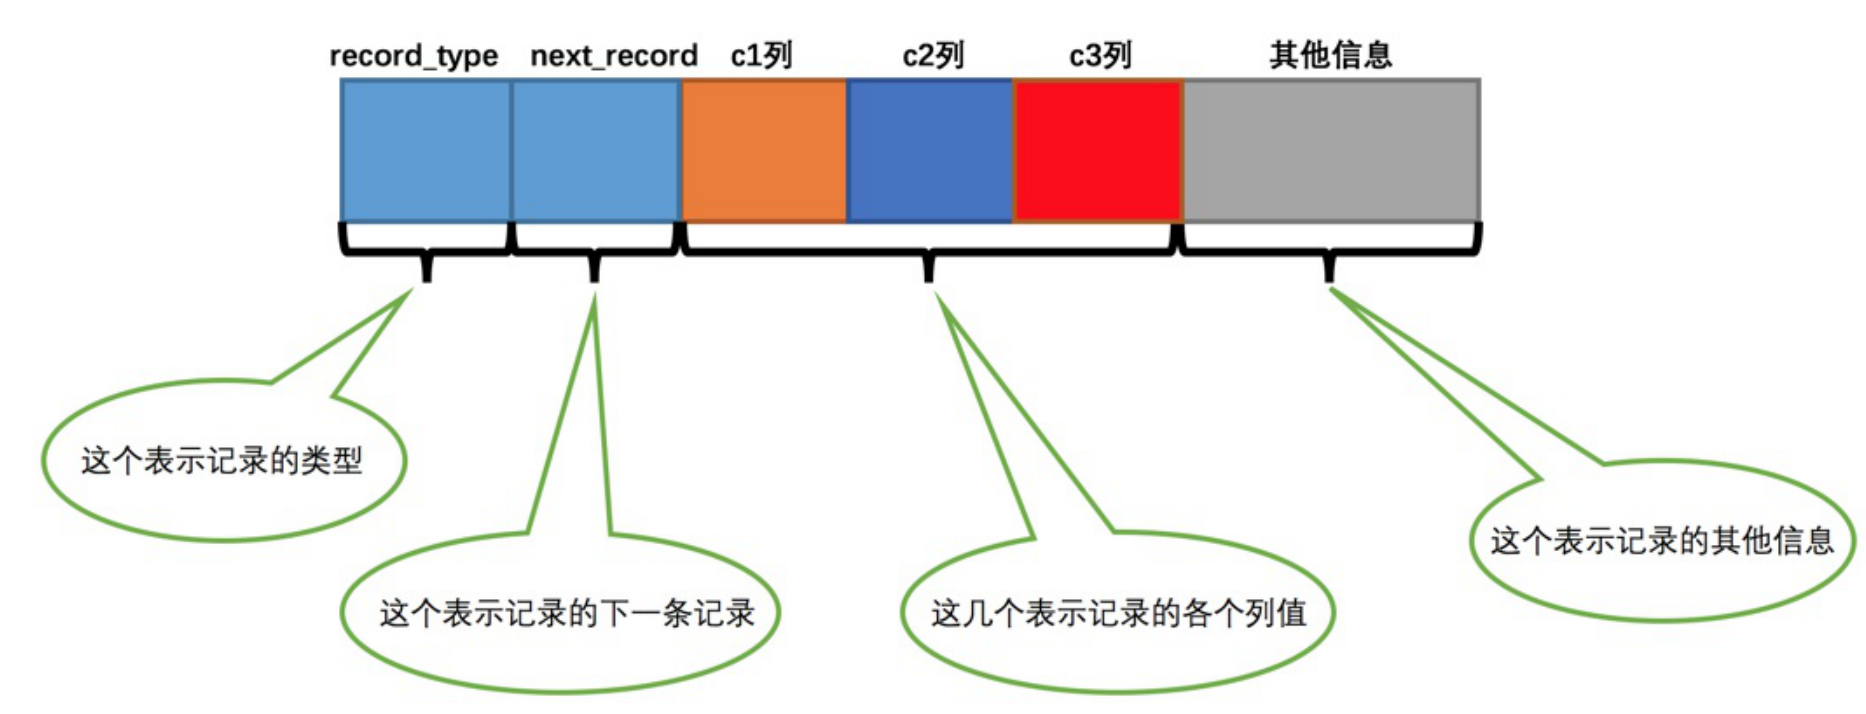 record_type next_record c1列 c2列 c3列 其他信息
这个表示记录的类型
这个表示记录的其他信息
这个表示记录的下一条记录
这几个表示记录的各个列值